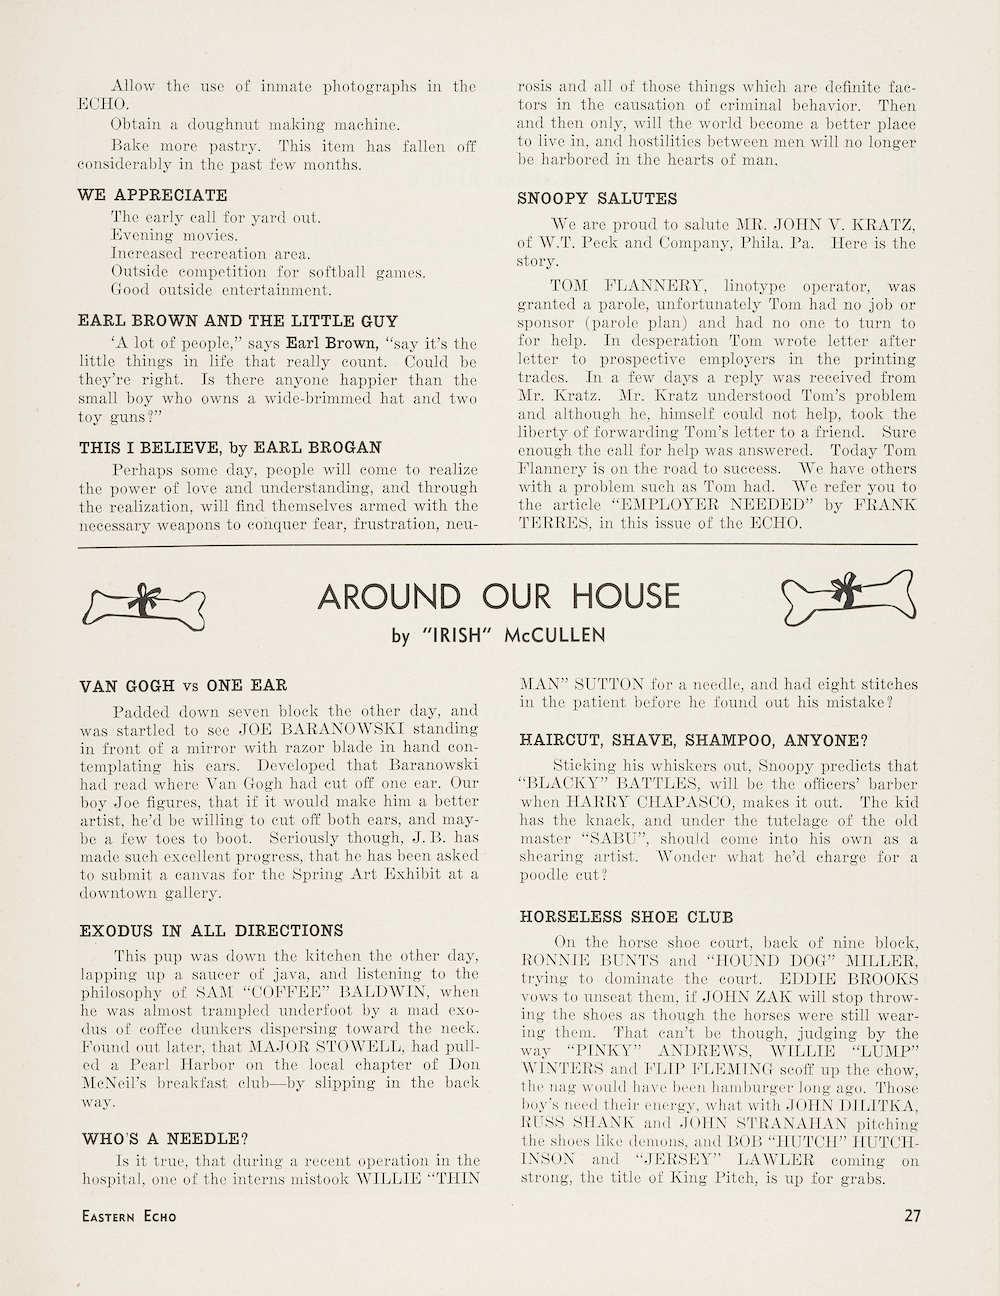 Allow the use of inmate photographs in the
ECHO.
Obtain a doughnut making machine.
Bake more pastry. This item has fallen off
considerably in the past few months.
WE APPRECIATE
The early call for yard out.
Evening movies.
Increased recreation area.
Outside competition for softball games.
Good outside entertainment.
EARL BROWN AND THE LITTLE GUY
'A lot of people," says Earl Brown, "say it's the
little things in life that really count. Could be
they're right. Is there anyone happier than the
small boy who owns a wide-brimmed hat and two
toy guns?"
THIS I BELIEVE, by EARL BROGAN
Perhaps some day, people will come to realize
the power of love and understanding, and through
the realization, will find themselves armed with the
necessary weapons to conquer fear, frustration, neu-
rosis and all of those things which are definite fac-
tors in the causation of criminal behavior. Then
and then only, will the world become a better place
to live in, and hostilities between men will no longer
be harbored in the hearts of man.
SNOOPY SALUTES
We are proud to salute MR. JOHN V. KRATZ,
of W.T. Peck and Company, Phila. Pa. Here is the
story.
TOM FLANNERY, linotype operator, was
granted a parole, unfortunately Tom had no job or
sponsor (parole plan) and had no one to turn to
for help. In desperation Tom wrote letter after
letter to prospective employers in the printing
trades. In a few days a reply was received from
Mr. Kratz. Mr. Kratz understood Tom's problem
and although he, himself could not help, took the
liberty of forwarding Tom's letter to a friend. Sure
enough the call for help was answered. Today Tom
Flannery is on the road to success. We have others
with a problem such as Tom had. We refer you to
the article "EMPLOYER NEEDED" by FRANK
TERRES, in this issue of the ECHO.
AROUND OUR HOUSE
by "IRISH" McCULLEN
VAN GOGH vs ONE EAR
Padded down seven block the other day, and
was startled to see JOE BARANOWSKI standing
in front of a mirror with razor blade in hand con-
templating his ears. Developed that Baranowski
had read where Van Gogh had cut off one ear. Our
boy Joe figures, that if it would make him a better
artist, he'd be willing to cut off both ears, and may-
be a few toes to boot. Seriously though, J. B. has
made such excellent progress, that he has been asked
to submit a canvas for the Spring Art Exhibit at a
downtown gallery.
EXODUS IN ALL DIRECTIONS
This pup was down the kitchen the other day,
lapping up a saucer of java, and listening to the
philosophy of SAM "COFFEE" BALDWIN, when
he was almost trampled underfoot by a mad exo-
dus of coffee dunkers dispersing toward the neck.
Found out later, that MAJOR STOWELL, had pull-
ed a Pearl Harbor on the local chapter of Don
McNeil's breakfast club—by slipping in the back
way.
WHO'S A NEEDLE?
Is it true, that during a recent operation in the
hospital, one of the interns mistook WILLIE "THIN
MAN" SUTTON for a needle, and had eight stitches
in the patient before he found out his mistake?
HAIRCUT, SHAVE, SHAMPOO, ANYONE?
Sticking his whiskers out, Snoopy predicts that
"BLACKY" BATTLES, will be the officers' barber
when HARRY CHAPASCO, makes it out. The kid
has the knack, and under the tutelage of the old
master "SABU", should come into his own as a
shearing artist. Wonder what he'd charge for a
poodle cut?
HORSELESS SHOE CLUB
On the horse shoe court, back of nine block,
RONNIE BUNTS and "HOUND DOG" MILLER,
trying to dominate the court. EDDIE BROOKS
vows to unseat them, if JOHN ZAK will stop throw-
ing the shoes as though the horses were still wear-
ing them. That can't be though, judging by the
way "PINKY" ANDREWS, WILLIE "LUMP"
WINTERS and FLIP FLEMING scoff up the chow,
the nag would have been hamburger long ago. Those
boy's need their energy, what with JOHN DILITKA,
RUSS SHANK and JOHN STRANAHAN pitching
the shoes like demons, and BOB "HUTCH" HUTCH-
INSON and "JERSEY" LAWLER coming on
strong, the title of King Pitch, is up for grabs.
EASTERN ECHO
27